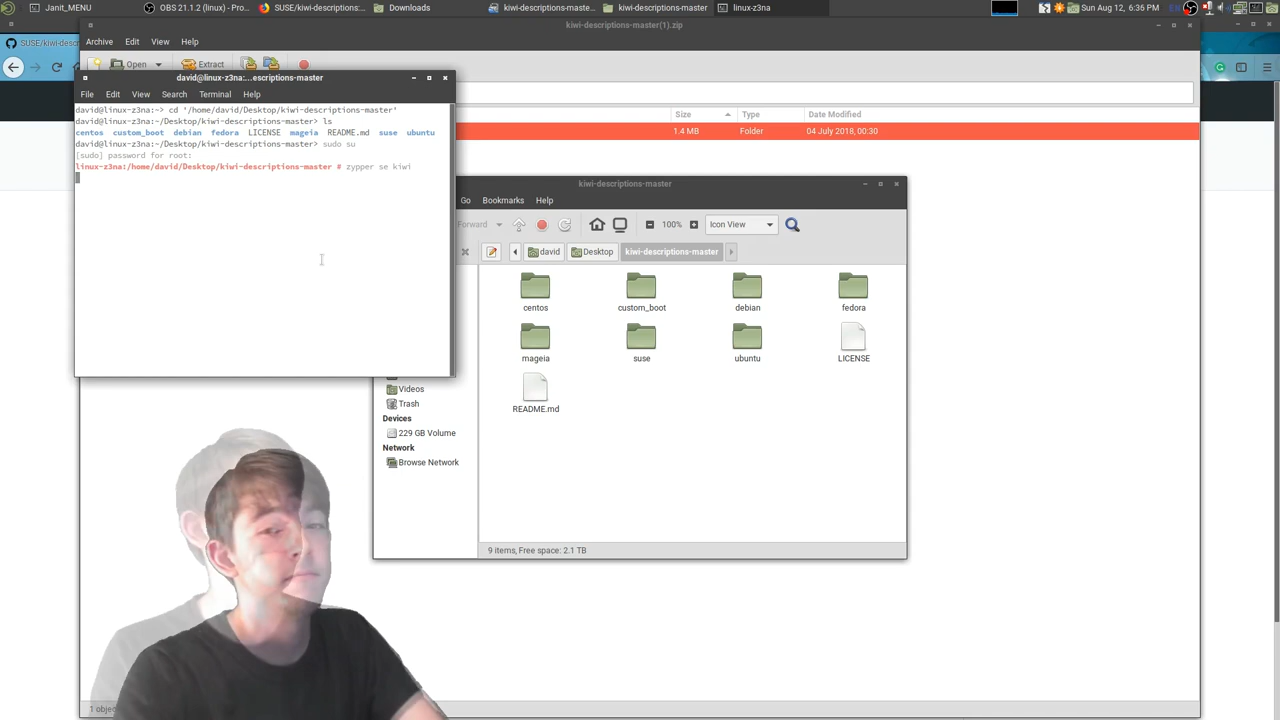 Janit_MENU
OBS 21.1.2 (linux) - Pro
SUSE/kiwi-desc
Downloads
kiwi-descriptions-maste
kiwi-descriptions-master
linux-z3na
Sun Aug 12, 6:36 PM
kiwi-descriptions-master(1).zip
Archive Edit View Help
SUSE/kiwi-desc
Open
Extract
Size Type Date Modified
1.4 MB Folder 04 July 2018, 00:30
david@linux-z3na:...escriptions-master
File Edit View Search Terminal Help
david@linux-z3na:~> cd '/home/david/Desktop/kiwi-descriptions-master'
david@linux-z3na:~/Desktop/kiwi-descriptions-master> ls
centos custom_boot debian fedora LICENSE mageia README.md suse ubuntu
david@linux-z3na:~/Desktop/kiwi-descriptions-master> sudo su
[sudo] password for root:
linux-z3na:/home/david/Desktop/kiwi-descriptions-master # zypper se kiwi
kiwi-descriptions-master
Go Bookmarks Help
Forward
100%
Icon View
david
Desktop
kiwi-descriptions-master
centos
custom_boot
debian
fedora
mageia
suse
ubuntu
LICENSE
README.md
Videos
Trash
Devices
229 GB Volume
Network
Browse Network
9 items, Free space: 2.1 TB
1 obje